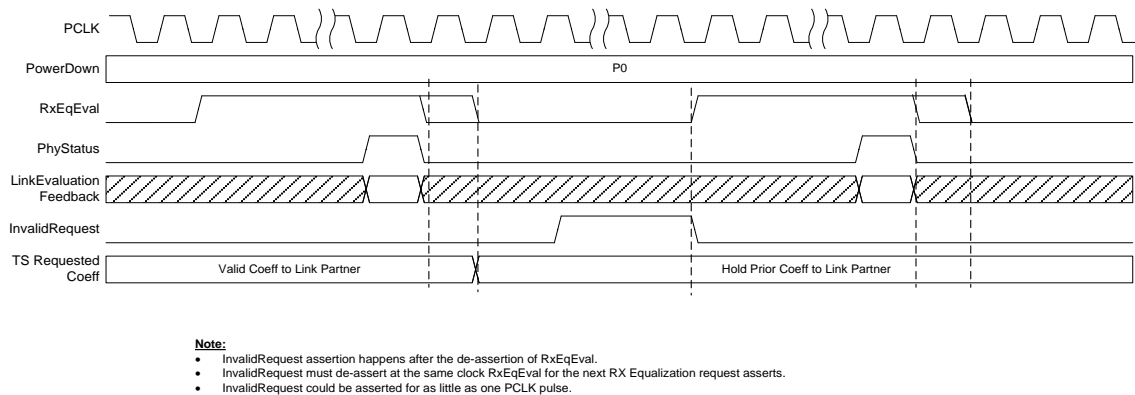 PCLK
PowerDown
P0
RxEqEval
PhyStatus
LinkEvaluation
Feedback
InvalidRequest
TS Requested
Coeff
Valid Coeff to Link Partner
Hold Prior Coeff to Link Partner
Note:
• InvalidRequest assertion happens after the de-assertion of RxEqEval.
• InvalidRequest must de-assert at the same clock RxEqEval for the next RX Equalization request asserts.
• InvalidRequest could be asserted for as little as one PCLK pulse.